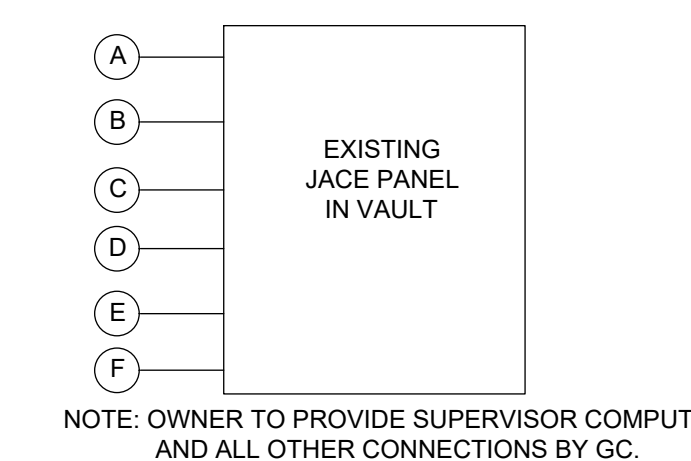 A
B
EXISTING
JACE PANEL
C
IN VAULT
D
E
F
NOTE: OWNER TO PROVIDE SUPERVISOR COMPUT
AND ALL OTHER CONNECTIONS BY GC.